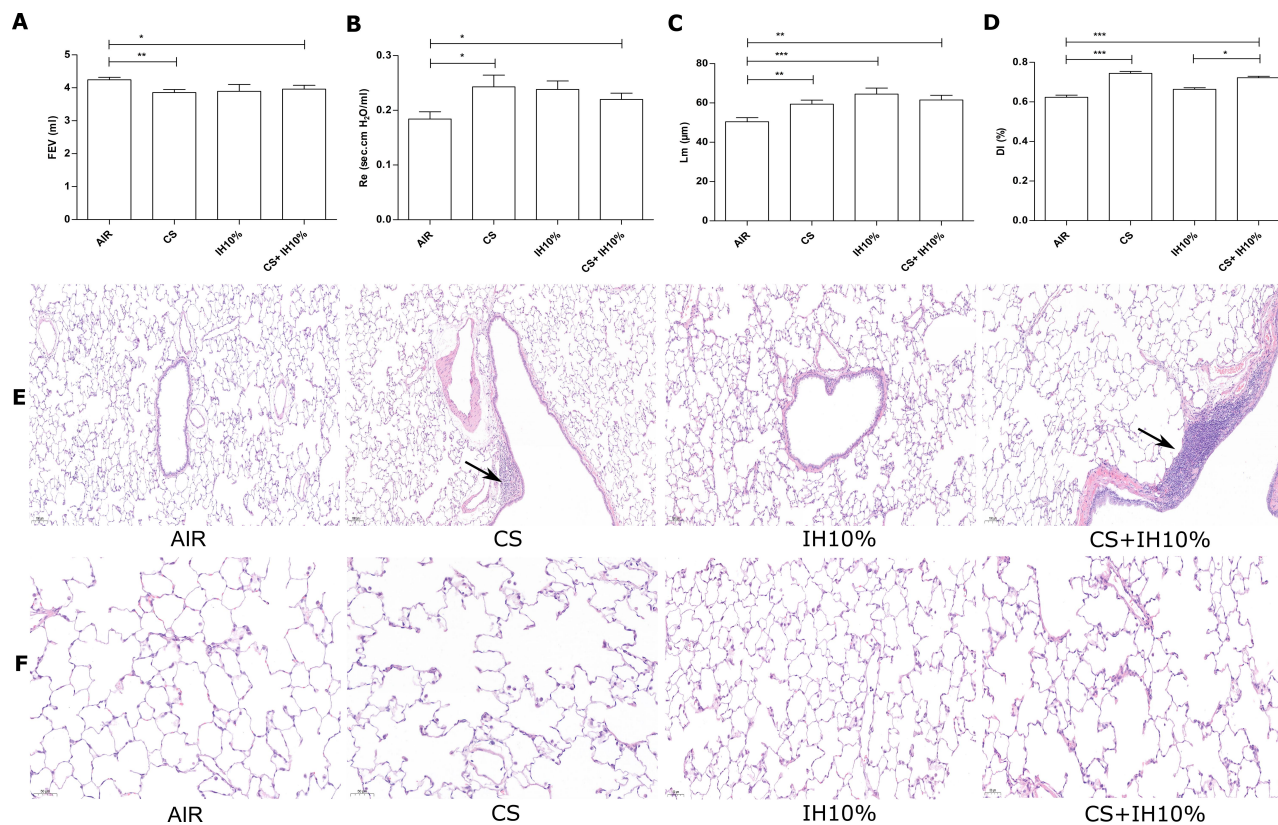 A
B
C
D
*
**
5
4
3
2
1
0
FEV (ml)
AIR
CS
IH10%
CS+ IH10%
*
*
0.3
0.2
0.1
0.0
Re (sec.cm H₂O/ml)
AIR
CS
IH10%
CS+ IH10%
**
***
**
80
60
40
20
0
Lm (µm)
AIR
CS
IH10%
CS+ IH10%
***
***
*
0.8
0.6
0.4
0.2
0.0
DI (%)
AIR
CS
IH10%
CS+ IH10%
E
AIR
CS
IH10%
CS+IH10%
F
AIR
CS
IH10%
CS+IH10%